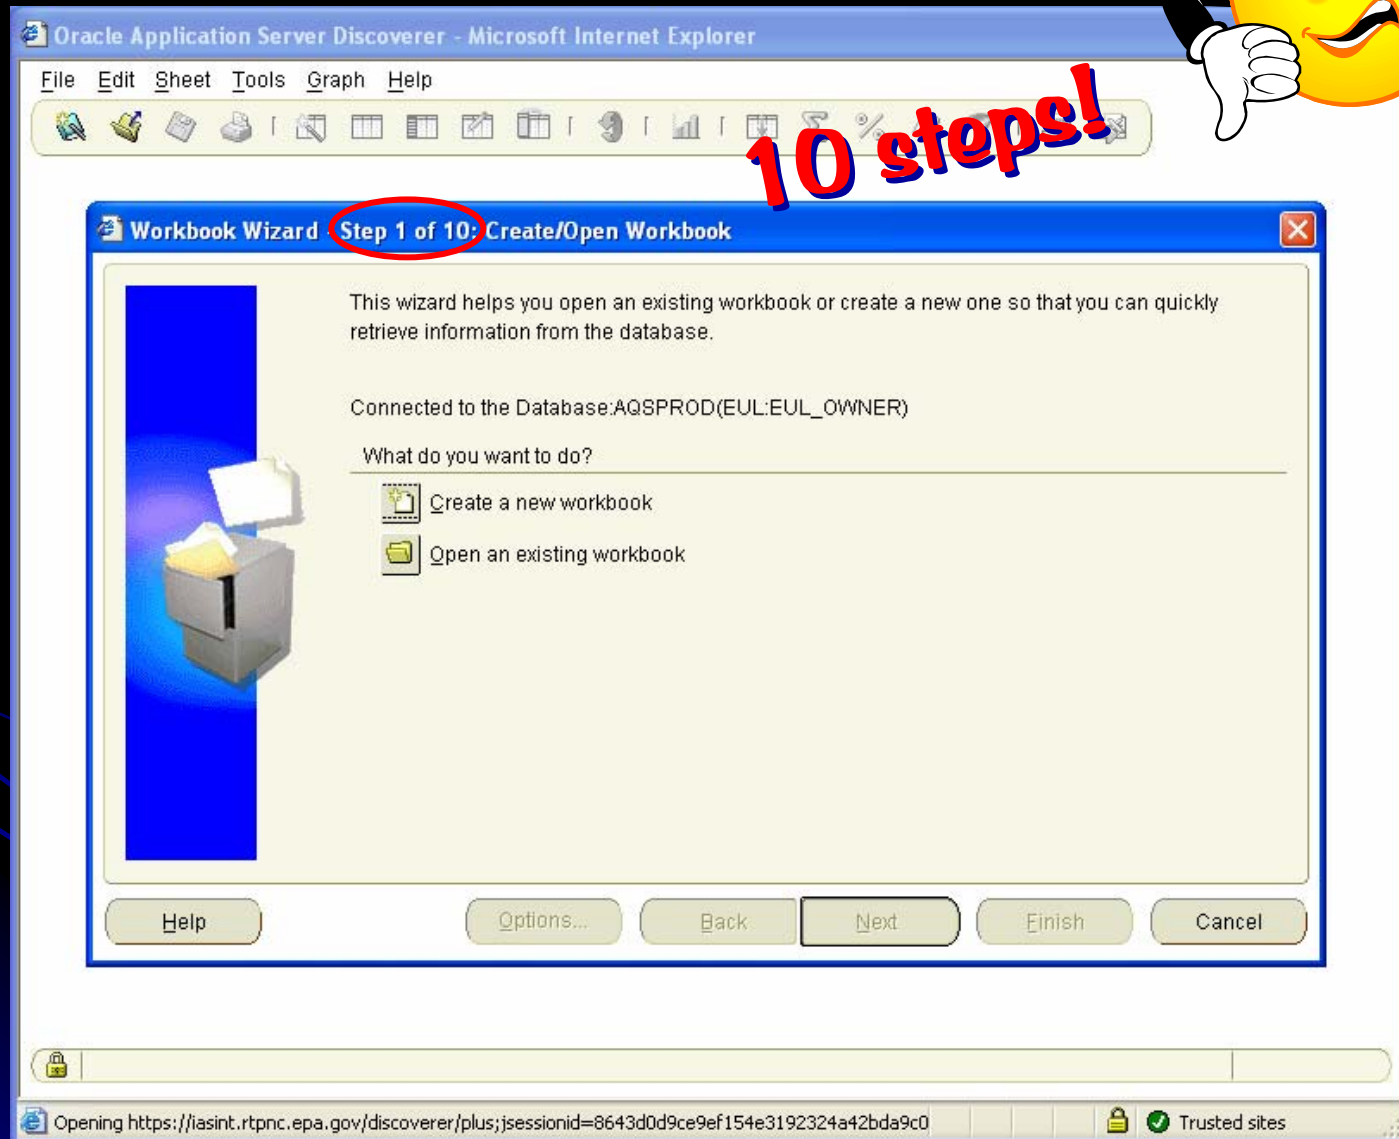 Oracle Application Server Discoverer - Microsoft Internet Explorer
File Edit Sheet Tools Graph Help
10 steps!
Workbook Wizard - Step 1 of 10: Create/Open Workbook
This wizard helps you open an existing workbook or create a new one so that you can quickly
retrieve information from the database.
Connected to the Database:AQSPROD(EUL:EUL_OWNER)
What do you want to do?
Create a new workbook
Open an existing workbook
Help Options... Back Next Finish Cancel
Opening https://iasint.rtpnc.epa.gov/discoverer/plus;jsessionid=8643d0d9ce9ef154e3192324a42bda9c0 Trusted sites